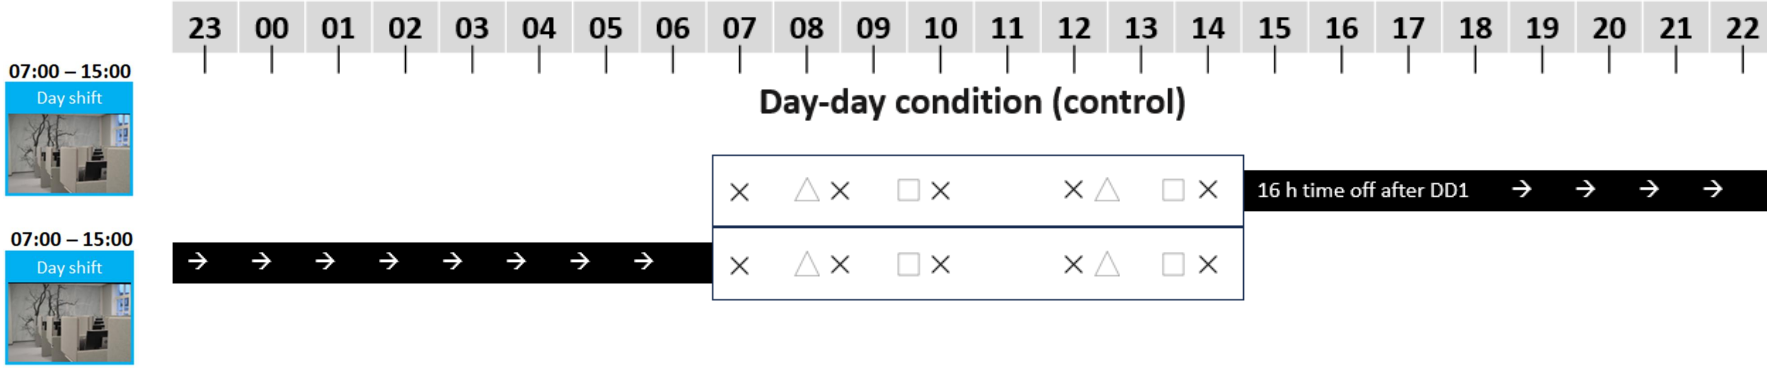 23 00 01 02 03 04 05 06 07 08 09 10 11 12 13 14 15 16 17 18 19 20 21 22
07:00 – 15:00
Day shift
Day-day condition (control)
16 h time off after DD1 → → → →
07:00 – 15:00
Day shift
→ → → → → → → →